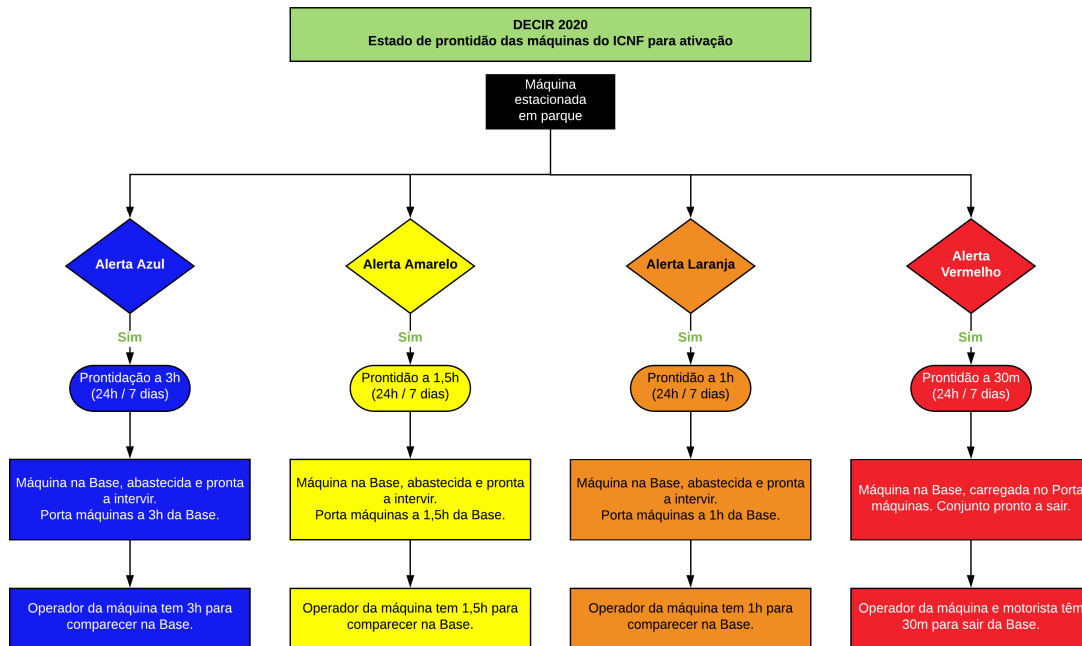 DECIR 2020
Estado de prontidão das máquinas do ICNF para ativação
Máquina
estacionada
em parque
Alerta Azul
Alerta Amarelo
Alerta Laranja
Alerta
Vermelho
Sim
Sim
Sim
Sim
Prontidação a 3h
(24h / 7 dias)
Prontidão a 1,5h
(24h / 7 dias)
Prontidão a 1h
(24h / 7 dias)
Prontidão a 30m
(24h / 7 dias)
Máquina na Base, abastecida e pronta
a intervir.
Porta máquinas a 3h da Base.
Máquina na Base, abastecida e pronta
a intervir.
Porta máquinas a 1,5h da Base.
Máquina na Base, abastecida e pronta
a intervir.
Porta máquinas a 1h da Base.
Máquina na Base, carregada no Porta
máquinas. Conjunto pronto a sair.
Operador da máquina tem 3h para
comparecer na Base.
Operador da máquina tem 1,5h para
comparecer na Base.
Operador da máquina tem 1h para
comparecer na Base.
Operador da máquina e motorista têm
30m para sair da Base.